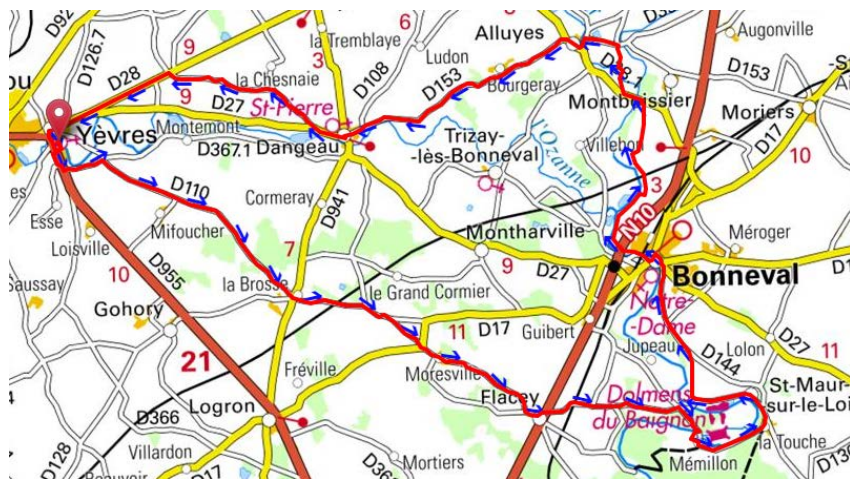 D92
D126.7
9
la Tremblaye
6
Alluyes
Augonville
D28
la Chesnaie
3
D108
Ludon
D153
Bourgeray
D153
9
D27
St-Pierre
Montboissier
Moriers
Yèvres
Montemont
D367.1
Dangeau
Trizay-
-lès-Bonneval
l'Ozanne
Villebon
D17
10
D110
Cormeray
D941
3
Esse
Mifoucher
N10
Loisville
Montharville
Méroger
7
10
D955
la Brosse
le Grand Cormier
9
D27
Bonneval
Saussay
Gohory
Notre-
-Dame
11
D17
Guibert
D27
21
Jupeau
D144
Lolon
11
Fréville
Moresville
D366
Logron
Flacey
Dolmens
du Baignon
St-Maur-
-sur-le-Loir
D128
Villardon
la Touche
D17
Mortiers
Mémillon